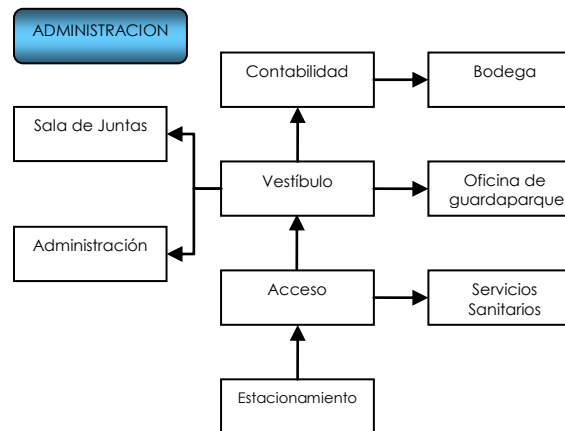 ADMINISTRACION
Contabilidad
Bodega
Sala de Juntas
Vestíbulo
Oficina de
guardaparque
Administración
Acceso
Servicios
Sanitarios
Estacionamiento